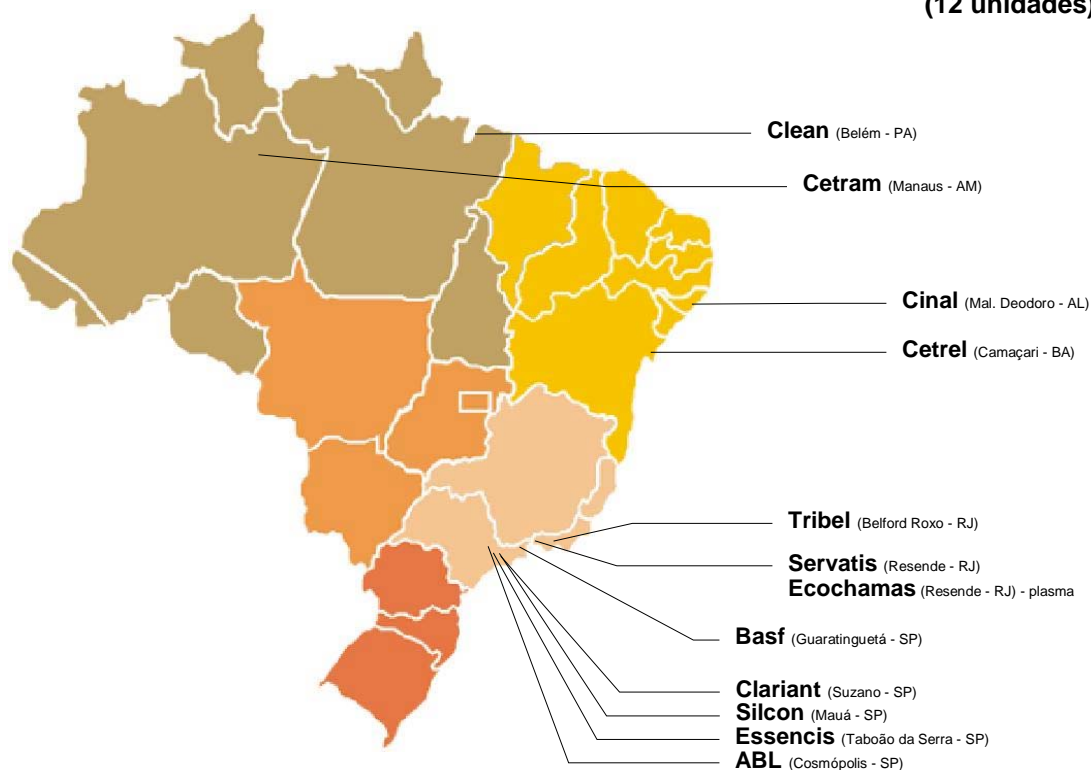 (12 unidades)
Clean (Belém - PA)
Cetram (Manaus - AM)
Cinal (Mal. Deodoro - AL)
Cetrel (Camaçari - BA)
Tribel (Belford Roxo - RJ)
Servatis (Resende - RJ)
Ecochamas (Resende - RJ) - plasma
Basf (Guaratinguetá - SP)
Clariant (Suzano - SP)
Silcon (Mauá - SP)
Essencis (Taboão da Serra - SP)
ABL (Cosmópolis - SP)